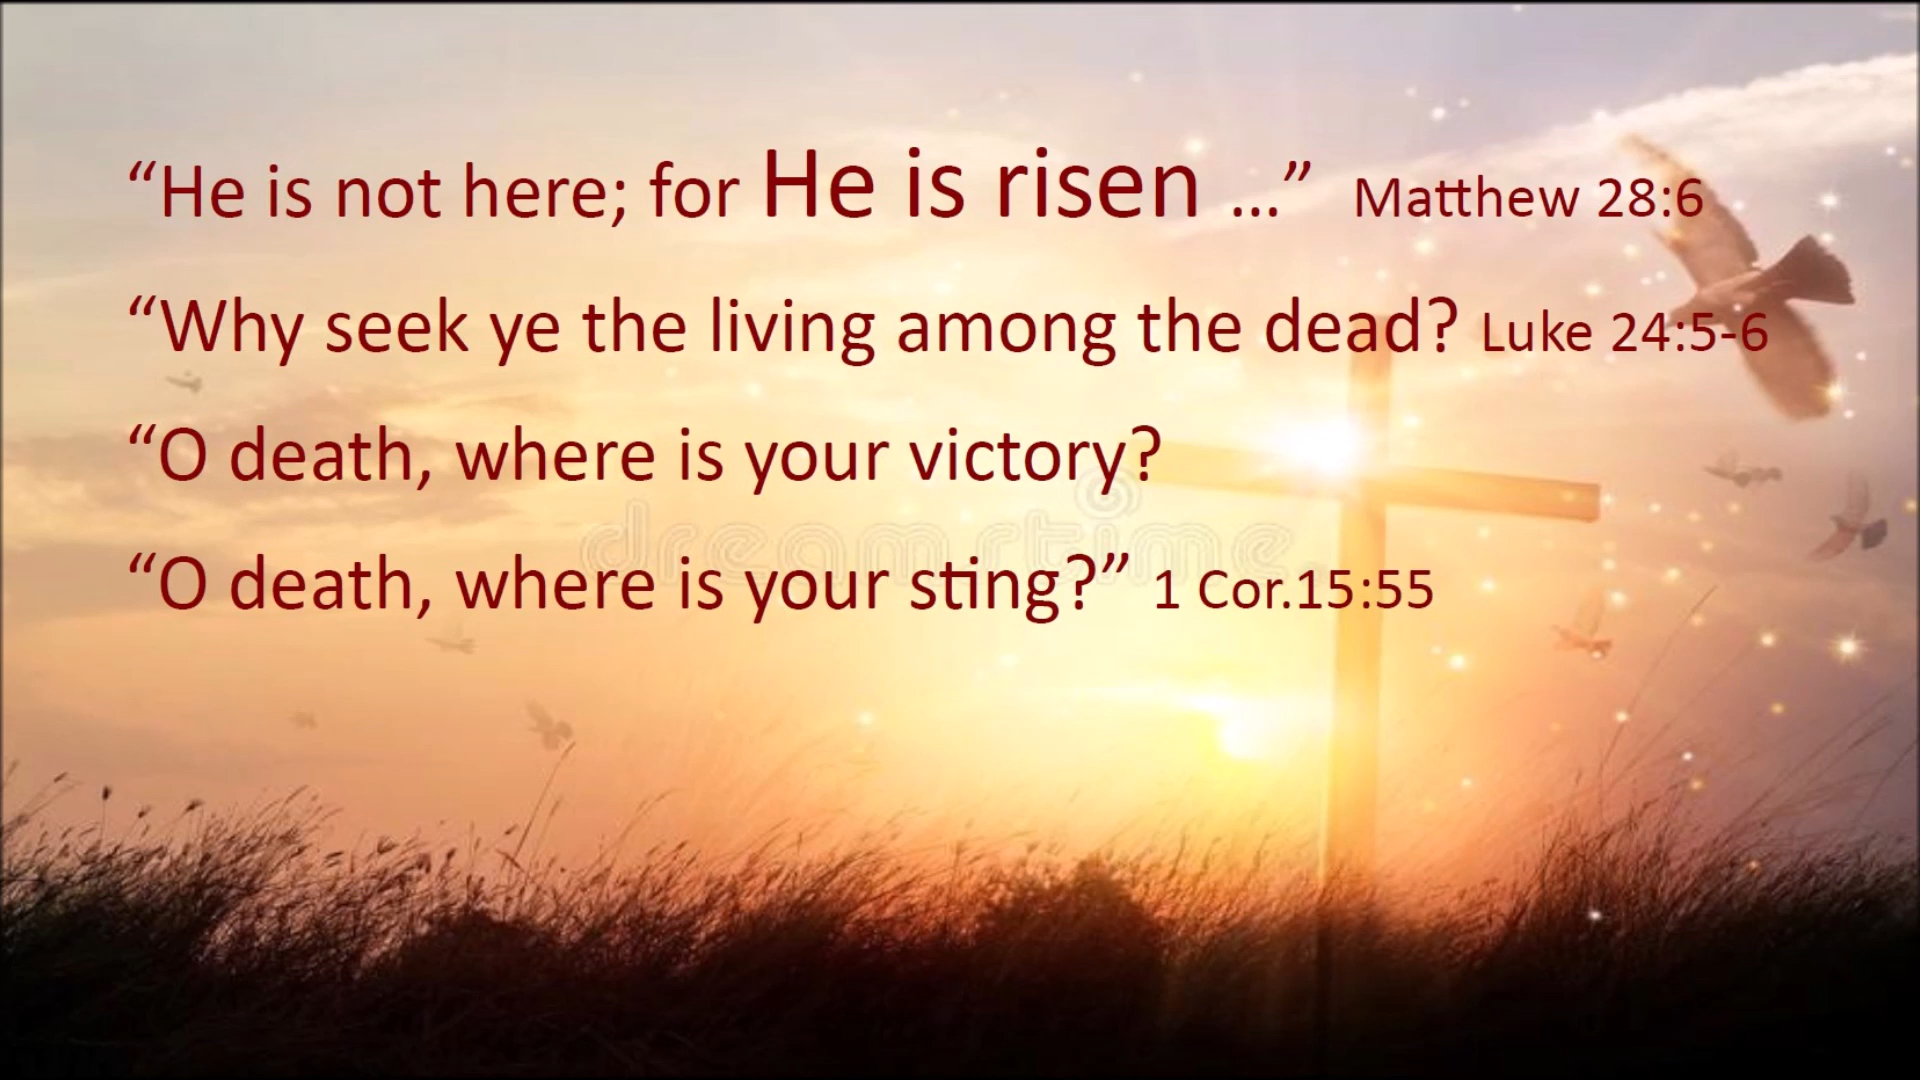 “He is not here; for He is risen ...” Matthew 28:6
“Why seek ye the living among the dead? Luke 24:5-6
“O death, where is your victory?
dreamstime
“O death, where is your sting?” 1 Cor.15:55